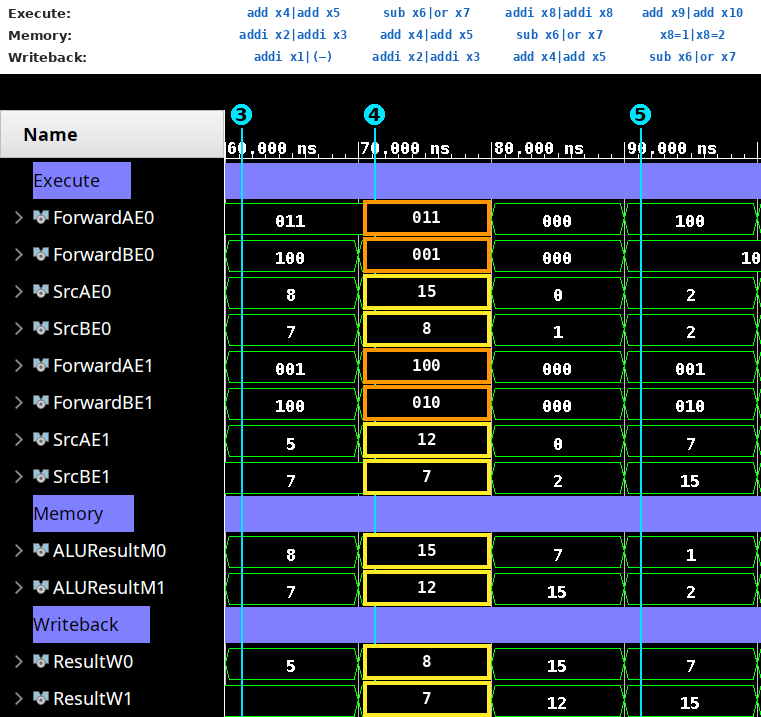 Execute: add x4|add x5 sub x6|or x7 addi x8|addi x8 add x9|add x10
Memory: addi x2|addi x3 add x4|add x5 sub x6|or x7 x8=1|x8=2
Writeback: addi x1|(—) addi x2|addi x3 add x4|add x5 sub x6|or x7
3 4 5
Name 60.000 ns 70.000 ns 80.000 ns 90.000 ns
Execute
ForwardAE0 011 011 000 100
ForwardBE0 100 001 000 10
SrcAE0 8 15 0 2
SrcBE0 7 8 1 2
ForwardAE1 001 100 000 001
ForwardBE1 100 010 000 010
SrcAE1 5 12 0 7
SrcBE1 7 7 2 15
Memory
ALUResultM0 8 15 7 1
ALUResultM1 7 12 15 2
Writeback
ResultW0 5 8 15 7
ResultW1 7 12 15